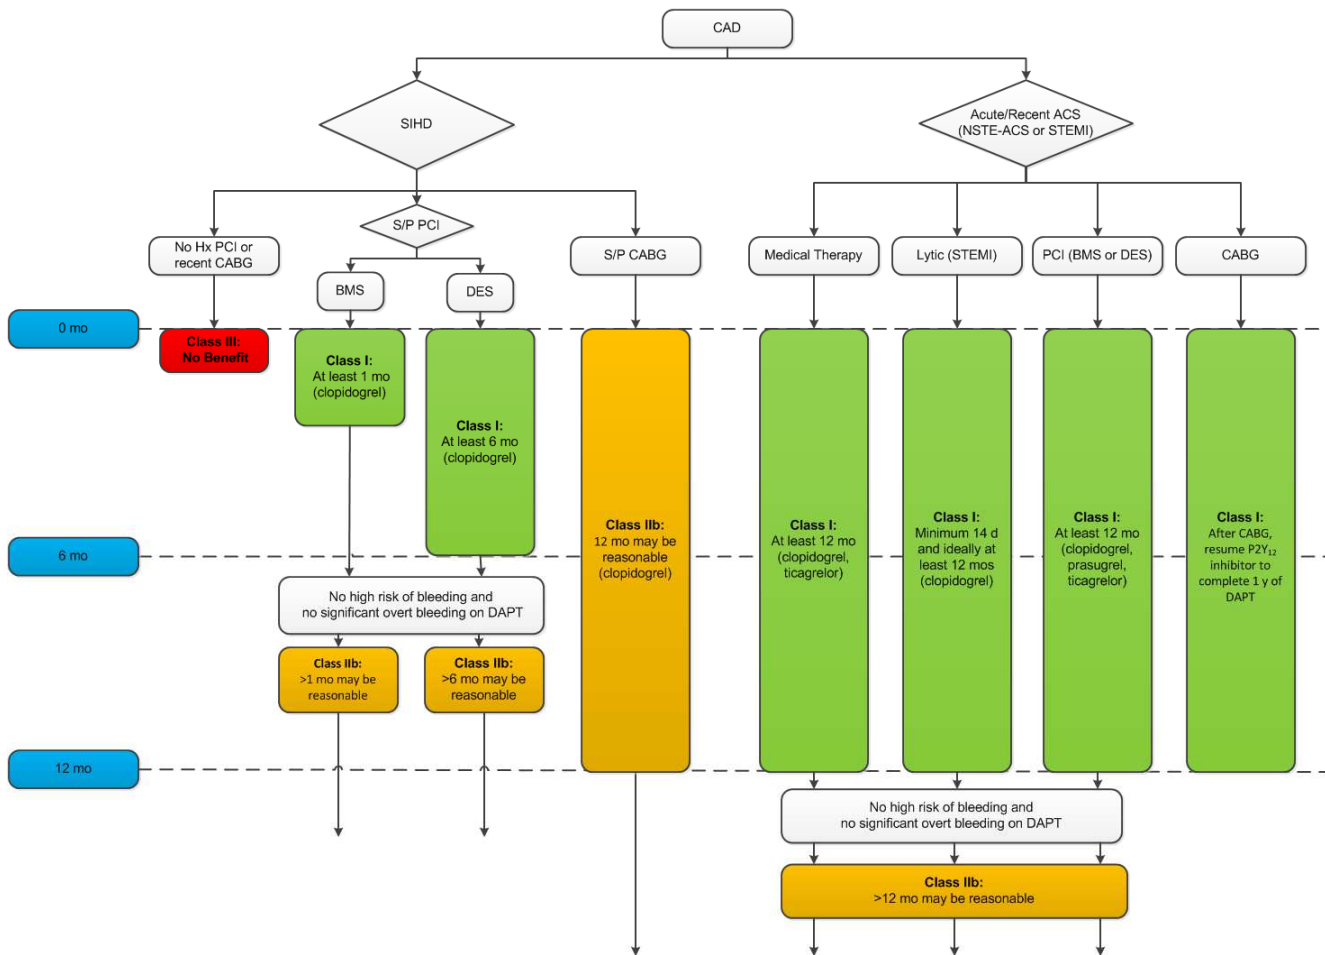 CAD
SIHD
Acute/Recent ACS
(NSTE-ACS or STEMI)
S/P PCI
No Hx PCI or
recent CABG
S/P CABG
Medical Therapy
Lytic (STEMI)
PCI (BMS or DES)
CABG
BMS
DES
0 mo
Class III:
No Benefit
Class I:
At least 1 mo
(clopidogrel)
Class I:
At least 6 mo
(clopidogrel)
Class IIb:
12 mo may be
reasonable
(clopidogrel)
Class I:
At least 12 mo
(clopidogrel,
ticagrelor)
Class I:
Minimum 14 d
and ideally at
least 12 mos
(clopidogrel)
Class I:
At least 12 mo
(clopidogrel,
prasugrel,
ticagrelor)
Class I:
After CABG,
resume P2Y₁₂
inhibitor to
complete 1 y of
DAPT
6 mo
No high risk of bleeding and
no significant overt bleeding on DAPT
Class IIb:
>1 mo may be
reasonable
Class IIb:
>6 mo may be
reasonable
12 mo
No high risk of bleeding and
no significant overt bleeding on DAPT
Class IIb:
>12 mo may be reasonable